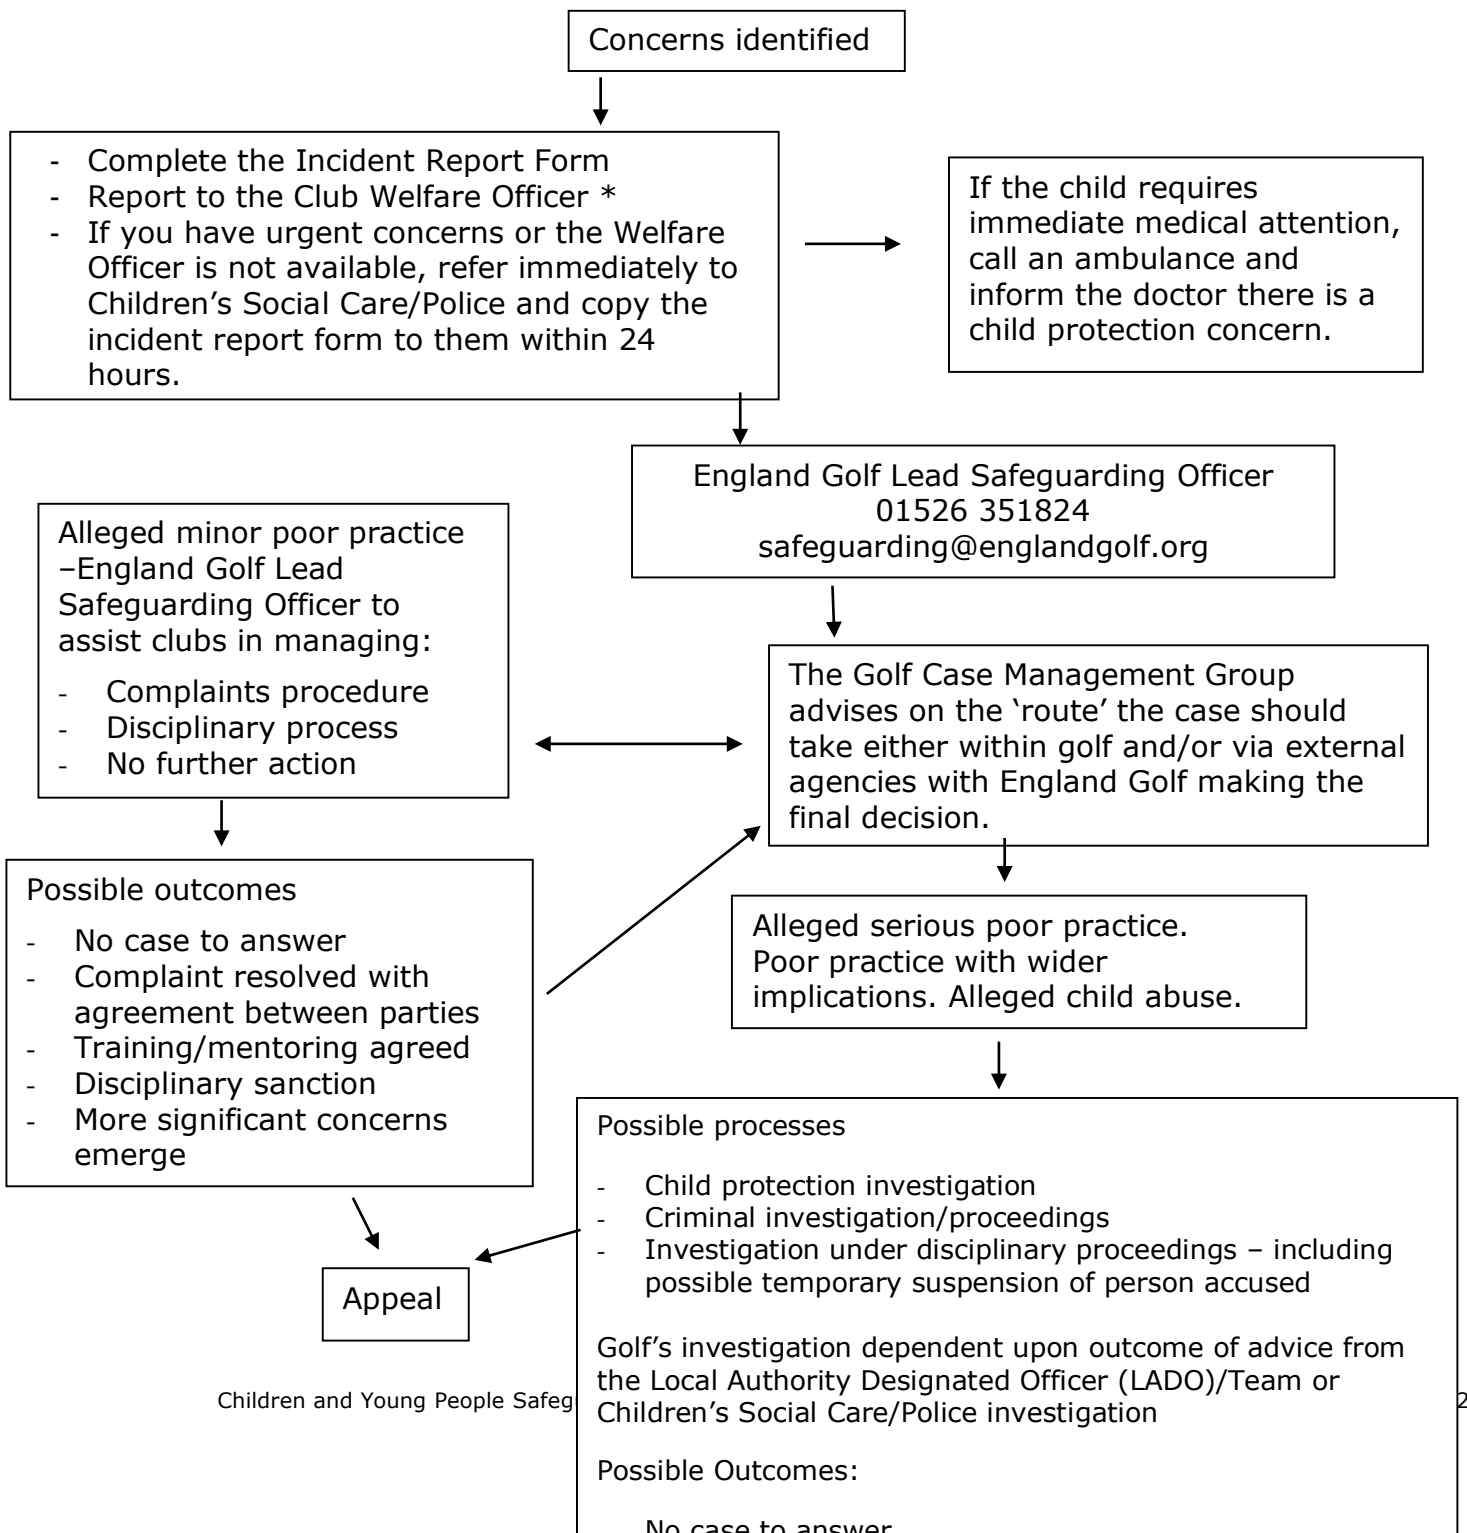 Concerns identified
- Complete the Incident Report Form
- Report to the Club Welfare Officer *
- If you have urgent concerns or the Welfare
Officer is not available, refer immediately to
Children’s Social Care/Police and copy the
incident report form to them within 24
hours.
If the child requires
immediate medical attention,
call an ambulance and
inform the doctor there is a
child protection concern.
England Golf Lead Safeguarding Officer
01526 351824
safeguarding@englandgolf.org
Alleged minor poor practice
–England Golf Lead
Safeguarding Officer to
assist clubs in managing:
- Complaints procedure
- Disciplinary process
- No further action
The Golf Case Management Group
advises on the ‘route’ the case should
take either within golf and/or via external
agencies with England Golf making the
final decision.
Possible outcomes
- No case to answer
- Complaint resolved with
agreement between parties
- Training/mentoring agreed
- Disciplinary sanction
- More significant concerns
emerge
Alleged serious poor practice.
Poor practice with wider
implications. Alleged child abuse.
Possible processes
- Child protection investigation
- Criminal investigation/proceedings
- Investigation under disciplinary proceedings – including
possible temporary suspension of person accused
Appeal
Golf’s investigation dependent upon outcome of advice from
the Local Authority Designated Officer (LADO)/Team or
Children’s Social Care/Police investigation
Children and Young People Safeg
Possible Outcomes:
No case to answer